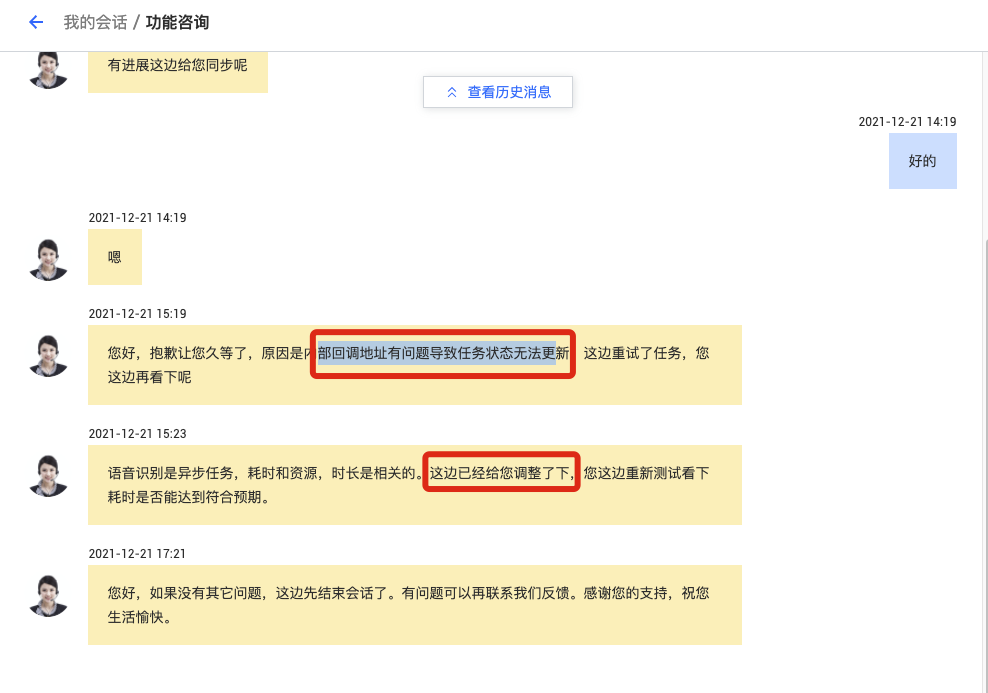 我的会话 / 功能咨询
有进展这边给您同步呢
查看历史消息
2021-12-21 14:19
好的
2021-12-21 14:19
嗯
2021-12-21 15:19
您好，抱歉让您久等了，原因是内部回调地址有问题导致任务状态无法更新，这边重试了任务，您
这边再看下呢
2021-12-21 15:23
语音识别是异步任务，耗时和资源，时长是相关的。这边已经给您调整了下，您这边重新测试看下
耗时是否能达到符合预期。
2021-12-21 17:21
您好，如果没有其它问题，这边先结束会话了。有问题可以再联系我们反馈。感谢您的支持，祝您
生活愉快。